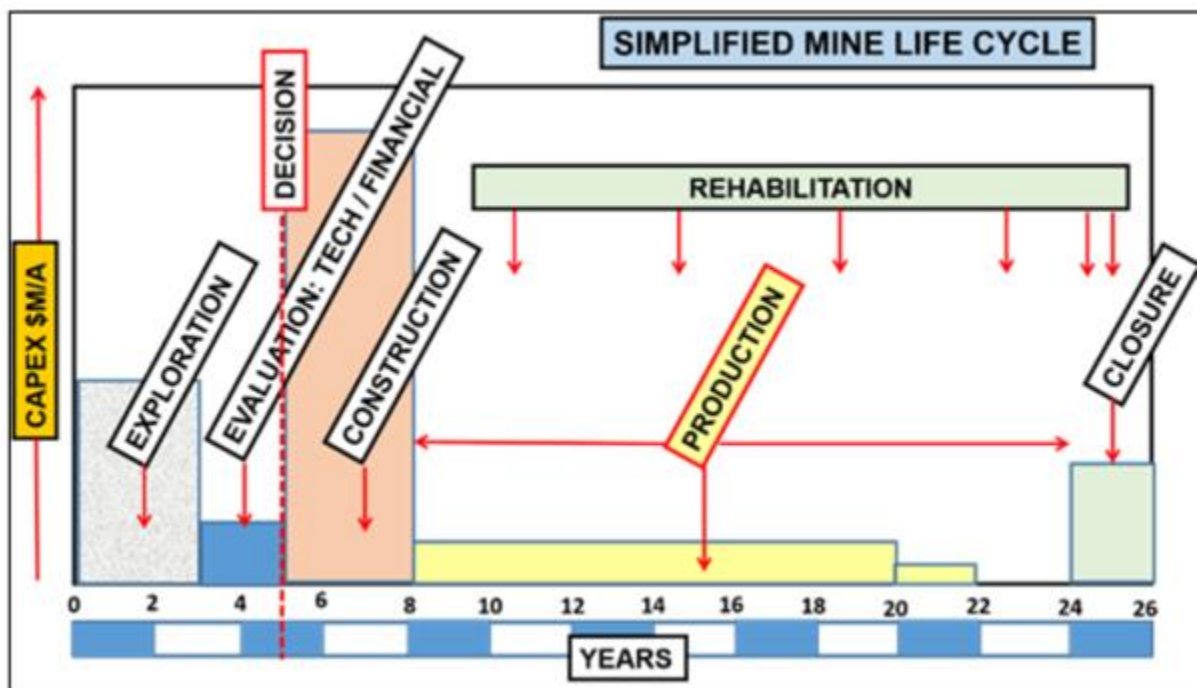 SIMPLIFIED MINE LIFE CYCLE
CAPEX $M/A
EXPLORATION
EVALUATION: TECH / FINANCIAL
DECISION
CONSTRUCTION
REHABILITATION
PRODUCTION
CLOSURE
0 2 4 6 8 10 12 14 16 18 20 22 24 26
YEARS